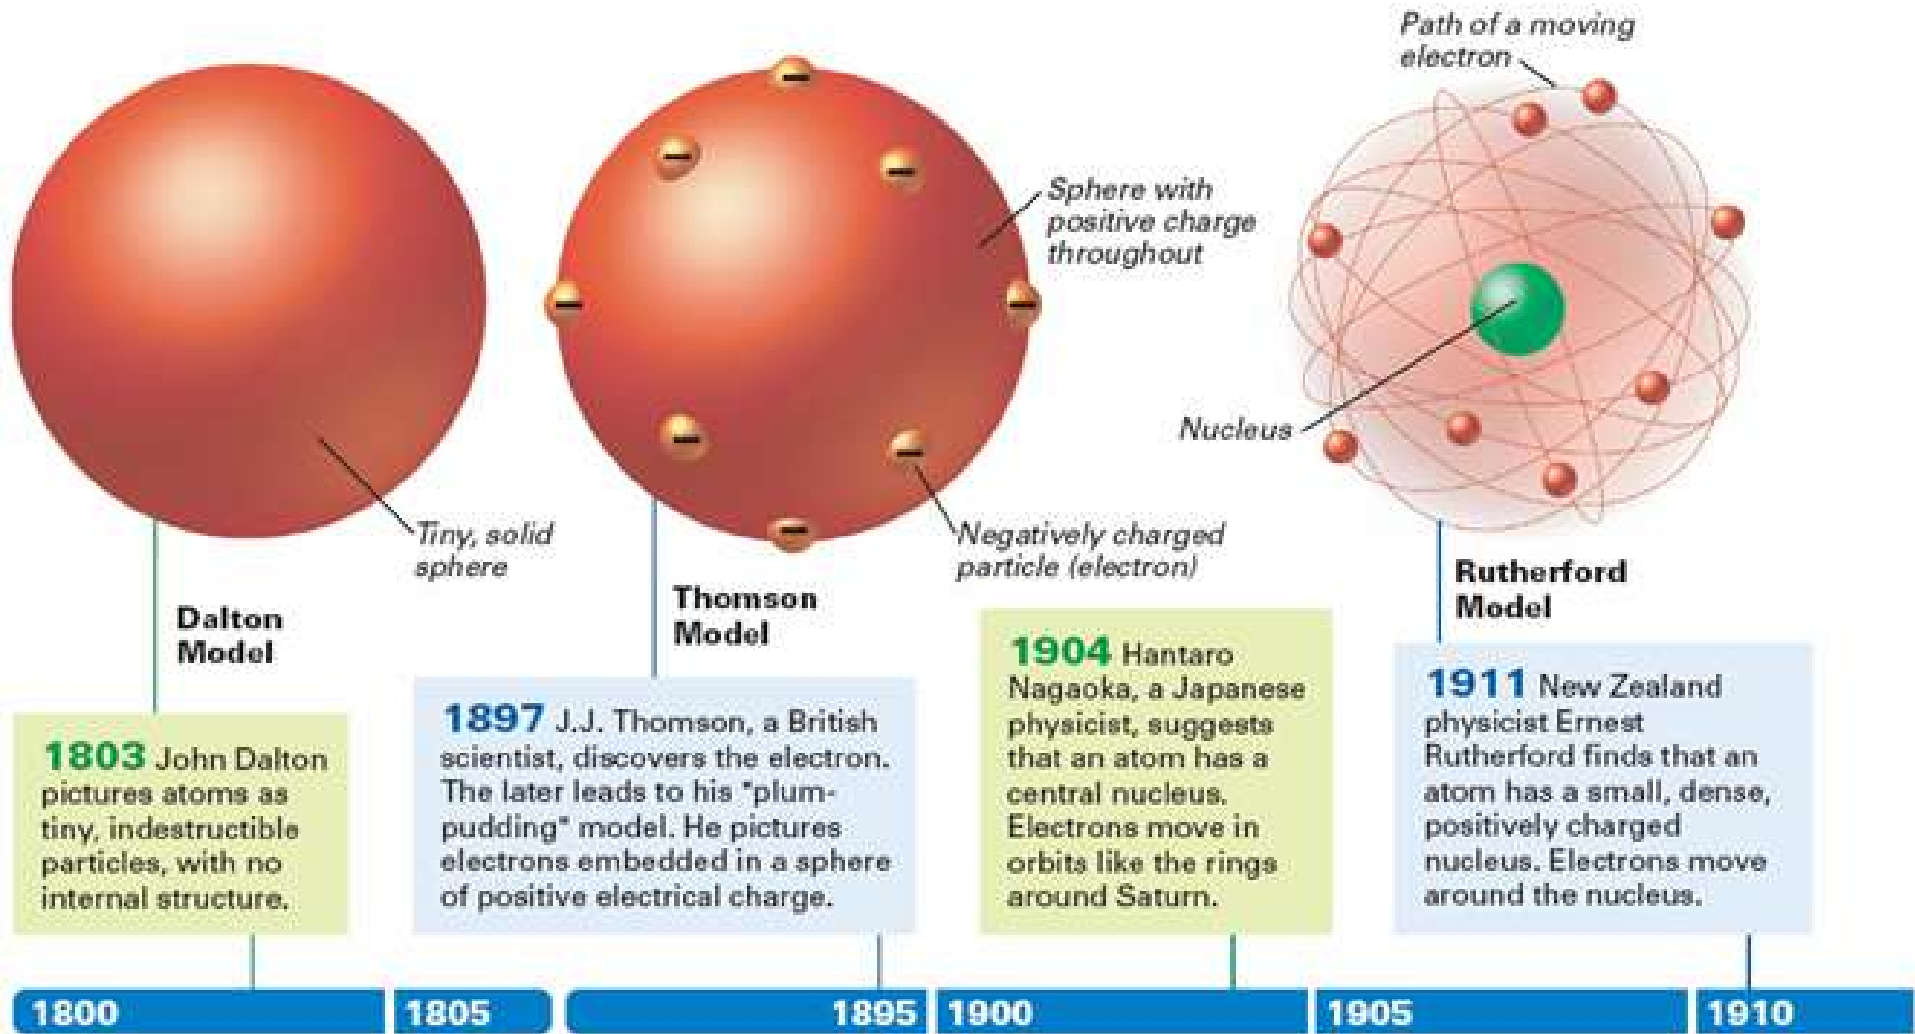 Path of a moving
electron
Sphere with
positive charge
throughout
Nucleus
Tiny, solid
sphere
Negatively charged
particle (electron)
Dalton
Model
Thomson
Model
Rutherford
Model
1803 John Dalton
pictures atoms as
tiny, indestructible
particles, with no
internal structure.
1897 J.J. Thomson, a British
scientist, discovers the electron.
The later leads to his "plum-
pudding" model. He pictures
electrons embedded in a sphere
of positive electrical charge.
1904 Hantaro
Nagaoka, a Japanese
physicist, suggests
that an atom has a
central nucleus.
Electrons move in
orbits like the rings
around Saturn.
1911 New Zealand
physicist Ernest
Rutherford finds that an
atom has a small, dense,
positively charged
nucleus. Electrons move
around the nucleus.
1800 1805 1895 1900 1905 1910